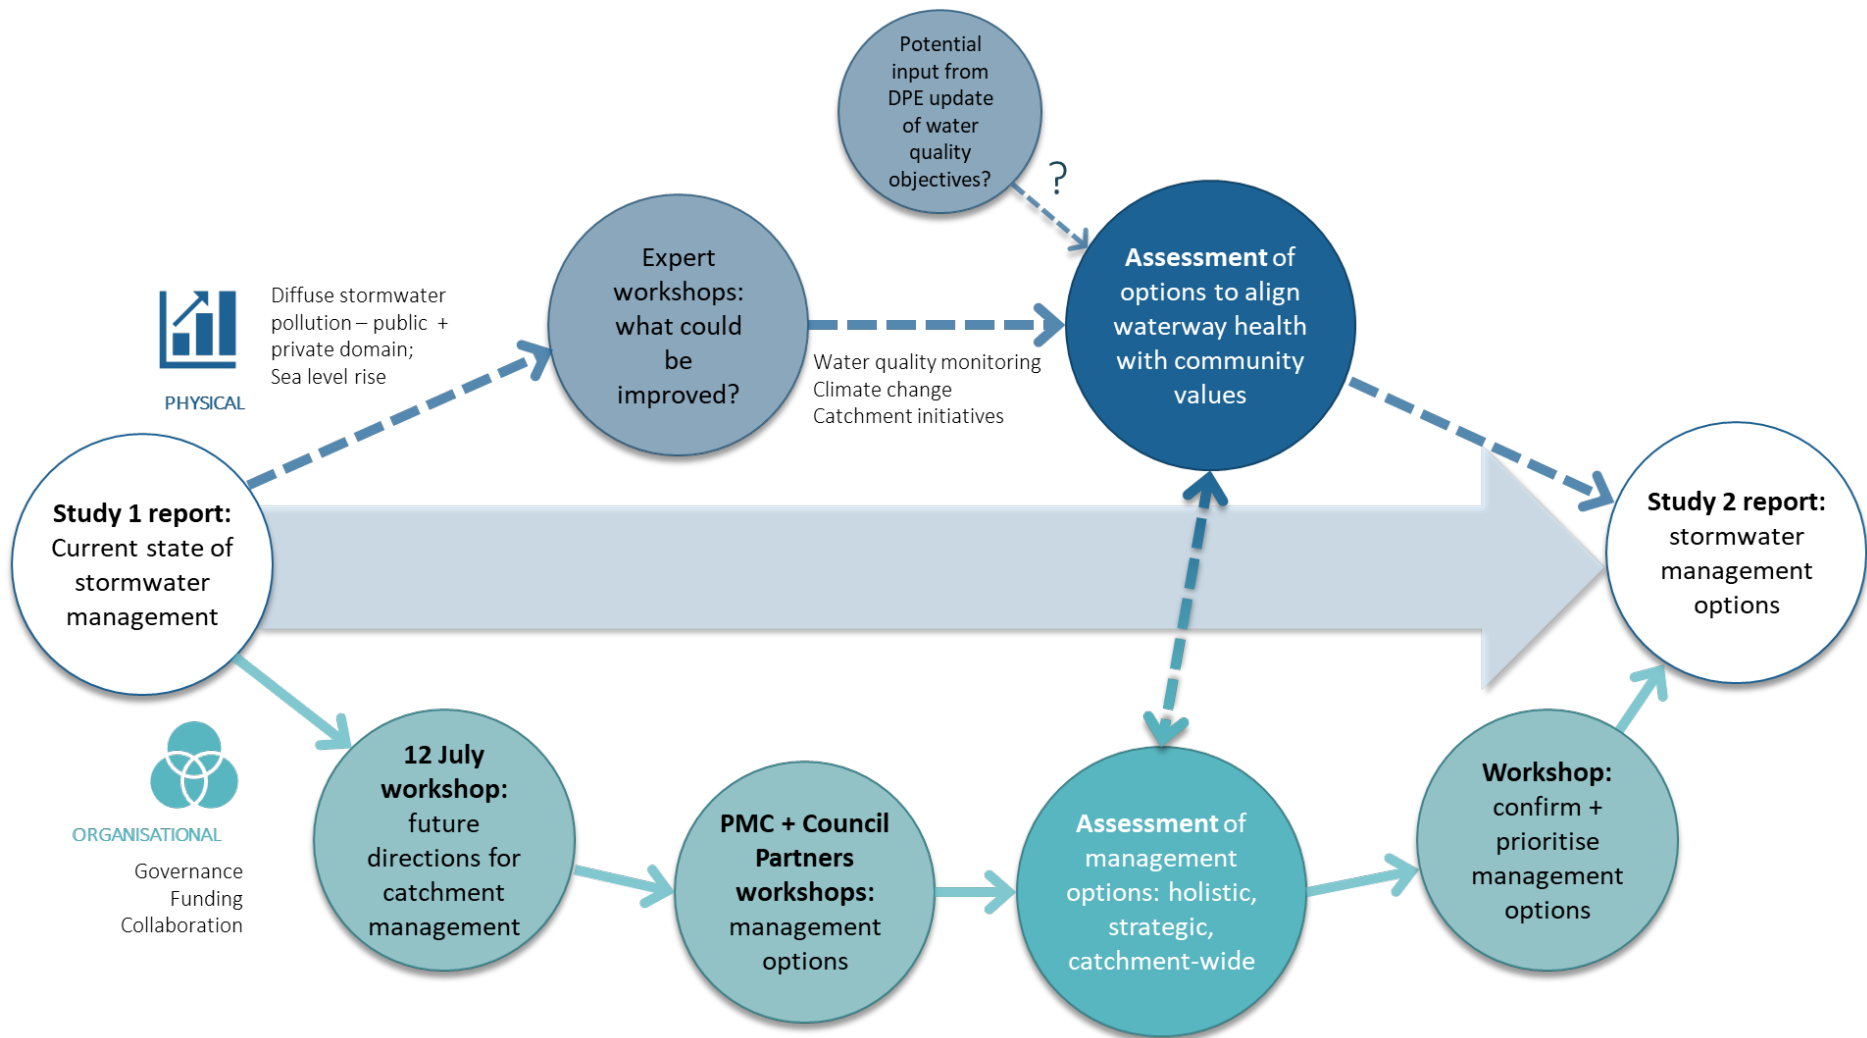 Potential
input from
DPE update
of water
quality
objectives?
?
Expert
workshops:
what could
be
improved?
Assessment of
options to align
waterway health
with community
values
Diffuse stormwater
pollution – public +
private domain;
Sea level rise
PHYSICAL
Water quality monitoring
Climate change
Catchment initiatives
Study 1 report:
Current state of
stormwater
management
Study 2 report:
stormwater
management
options
ORGANISATIONAL
Governance
Funding
Collaboration
12 July
workshop:
future
directions for
catchment
management
PMC + Council
Partners
workshops:
management
options
Assessment of
management
options: holistic,
strategic,
catchment-wide
Workshop:
confirm +
prioritise
management
options